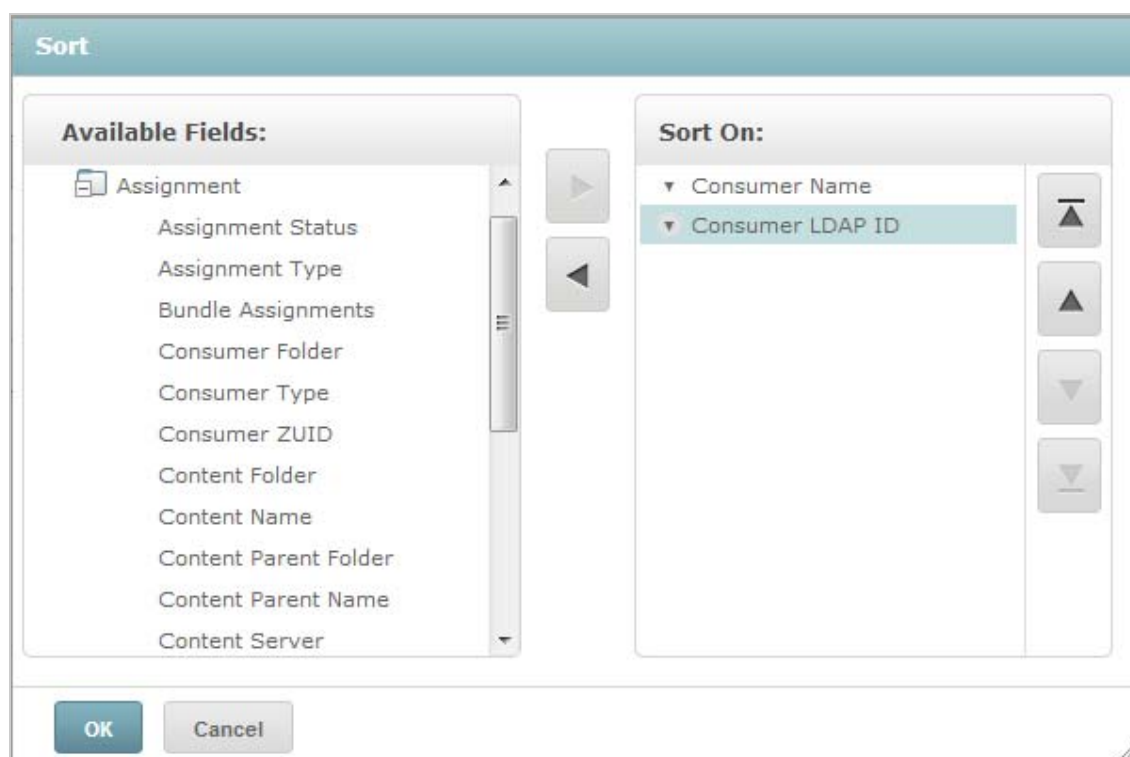 Sort
Available Fields:
Assignment
Assignment Status
Assignment Type
Bundle Assignments
Consumer Folder
Consumer Type
Consumer ZUID
Content Folder
Content Name
Content Parent Folder
Content Parent Name
Content Server
Sort On:
Consumer Name
Consumer LDAP ID
OK
Cancel